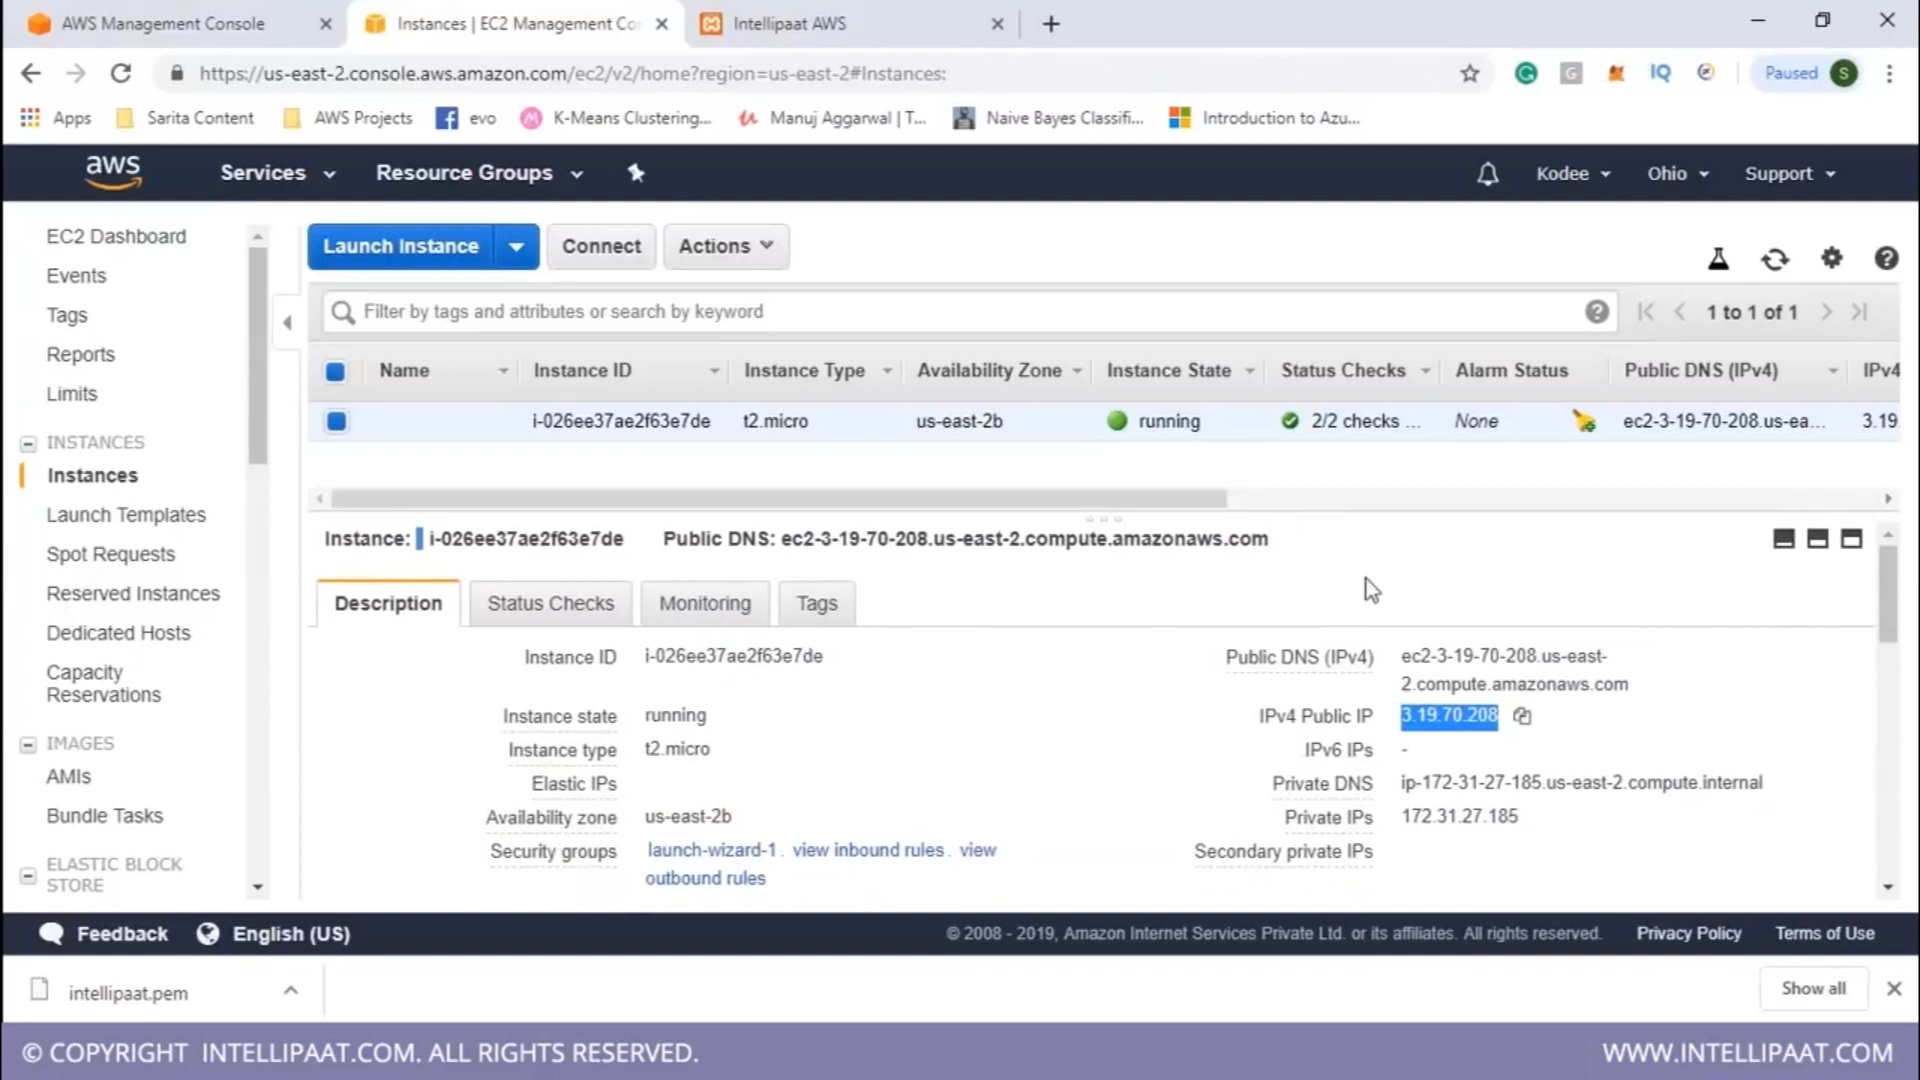 AWS Management Console
Instances | EC2 Management Co
Intellipaat AWS
https://us-east-2.console.aws.amazon.com/ec2/v2/home?region=us-east-2#Instances:
G
IQ
Paused
S
Apps
Sarita Content
AWS Projects
evo
K-Means Clustering...
Manuj Aggarwal | T...
Naive Bayes Classifi...
Introduction to Azu...
aws
Services
Resource Groups
Kodee
Ohio
Support
EC2 Dashboard
Events
Tags
Reports
Limits
INSTANCES
Instances
Launch Templates
Spot Requests
Reserved Instances
Dedicated Hosts
Capacity
Reservations
IMAGES
AMIs
Bundle Tasks
ELASTIC BLOCK
STORE
Launch Instance
Connect
Actions
Filter by tags and attributes or search by keyword
1 to 1 of 1
Name
Instance ID
Instance Type
Availability Zone
Instance State
Status Checks
Alarm Status
Public DNS (IPv4)
IPv4
i-026ee37ae2f63e7de
t2.micro
us-east-2b
running
2/2 checks ...
None
ec2-3-19-70-208.us-ea...
3.19
Instance: i-026ee37ae2f63e7de
Public DNS: ec2-3-19-70-208.us-east-2.compute.amazonaws.com
Description
Status Checks
Monitoring
Tags
Instance ID
i-026ee37ae2f63e7de
Instance state
running
Instance type
t2.micro
Elastic IPs
Availability zone
us-east-2b
Security groups
launch-wizard-1. view inbound rules. view
outbound rules
Public DNS (IPv4)
ec2-3-19-70-208.us-east-
2.compute.amazonaws.com
IPv4 Public IP
3.19.70.208
IPv6 IPs
-
Private DNS
ip-172-31-27-185.us-east-2.compute.internal
Private IPs
172.31.27.185
Secondary private IPs
Feedback
English (US)
© 2008 - 2019, Amazon Internet Services Private Ltd. or its affiliates. All rights reserved.
Privacy Policy
Terms of Use
intellipaat.pem
Show all
© COPYRIGHT INTELLIPAAT.COM. ALL RIGHTS RESERVED.
WWW.INTELLIPAAT.COM